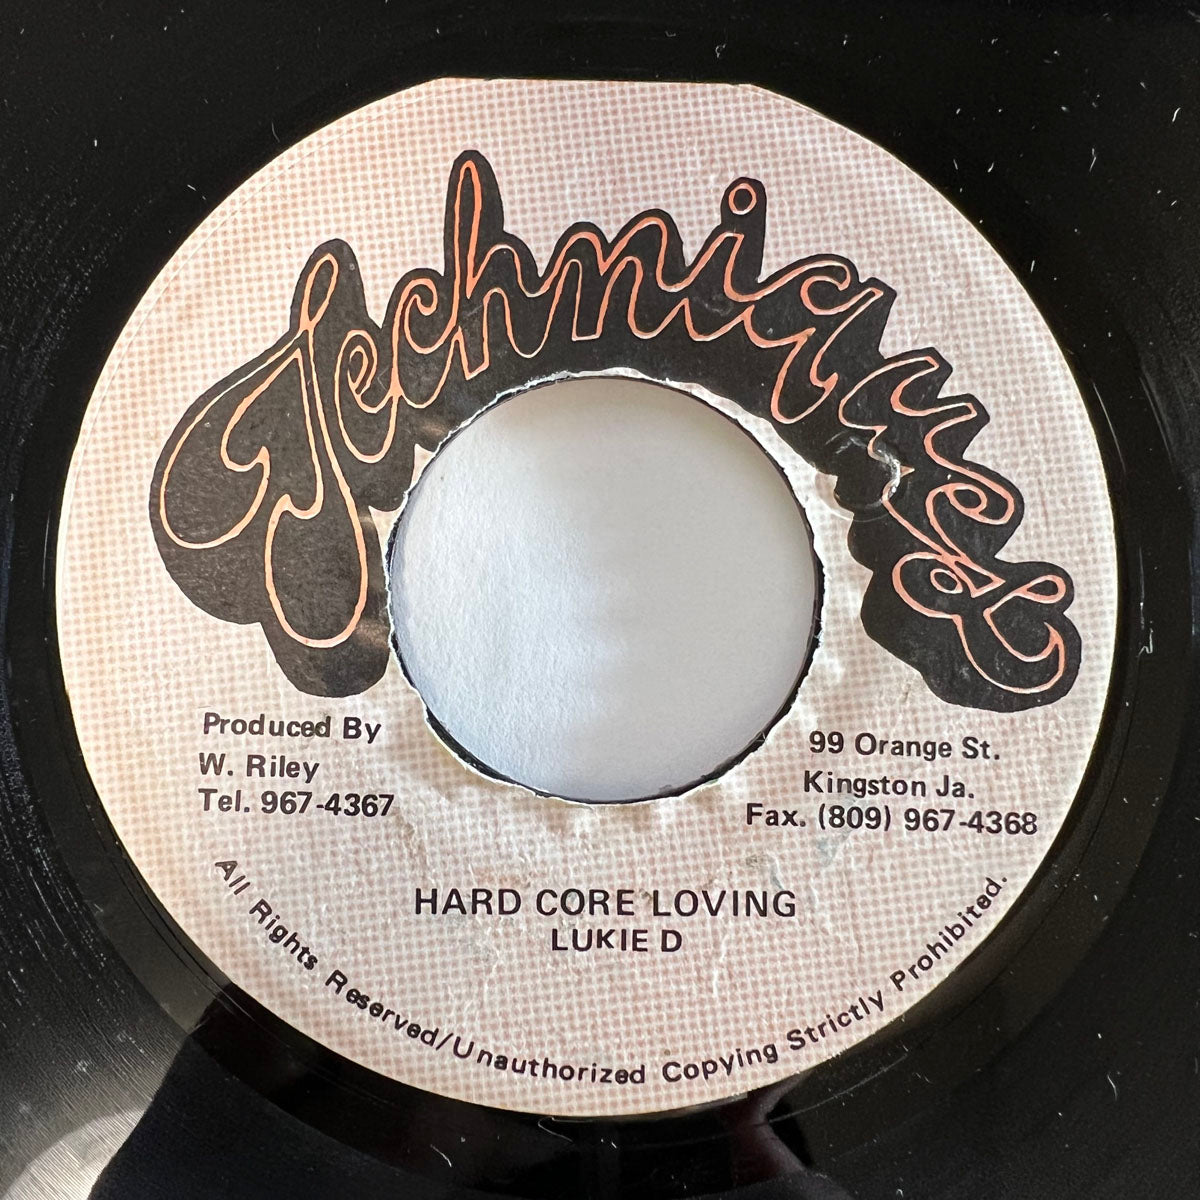 Techniques
Produced By
W. Riley
Tel. 967-4367
99 Orange St.
Kingston Ja.
Fax. (809) 967-4368
HARD CORE LOVING
LUKIE D
All Rights Reserved/Unauthorized Copying Strictly Prohibited.